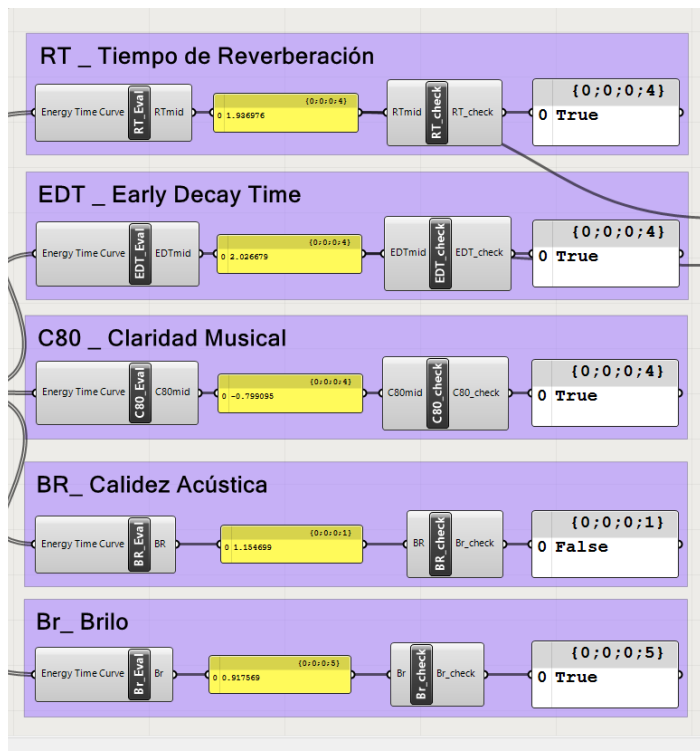 RT _ Tiempo de Reverberación
Energy Time Curve RT_Eval RTmid {0;0;0;4} 0 1.936976 RTmid RT_check RT_check {0;0;0;4} 0 True
EDT _ Early Decay Time
Energy Time Curve EDT_Eval EDTmid {0;0;0;4} 0 2.026679 EDTmid EDT_check EDT_check {0;0;0;4} 0 True
C80 _ Claridad Musical
Energy Time Curve C80_Eval C80mid {0;0;0;4} 0 -0.799095 C80mid C80_check C80_check {0;0;0;4} 0 True
BR_ Calidez Acústica
Energy Time Curve BR_Eval BR {0;0;0;1} 0 1.154699 BR BR_check Br_check {0;0;0;1} 0 False
Br_ Brilo
Energy Time Curve Br_Eval Br {0;0;0;5} 0 0.917569 Br Br_check Br_check {0;0;0;5} 0 True